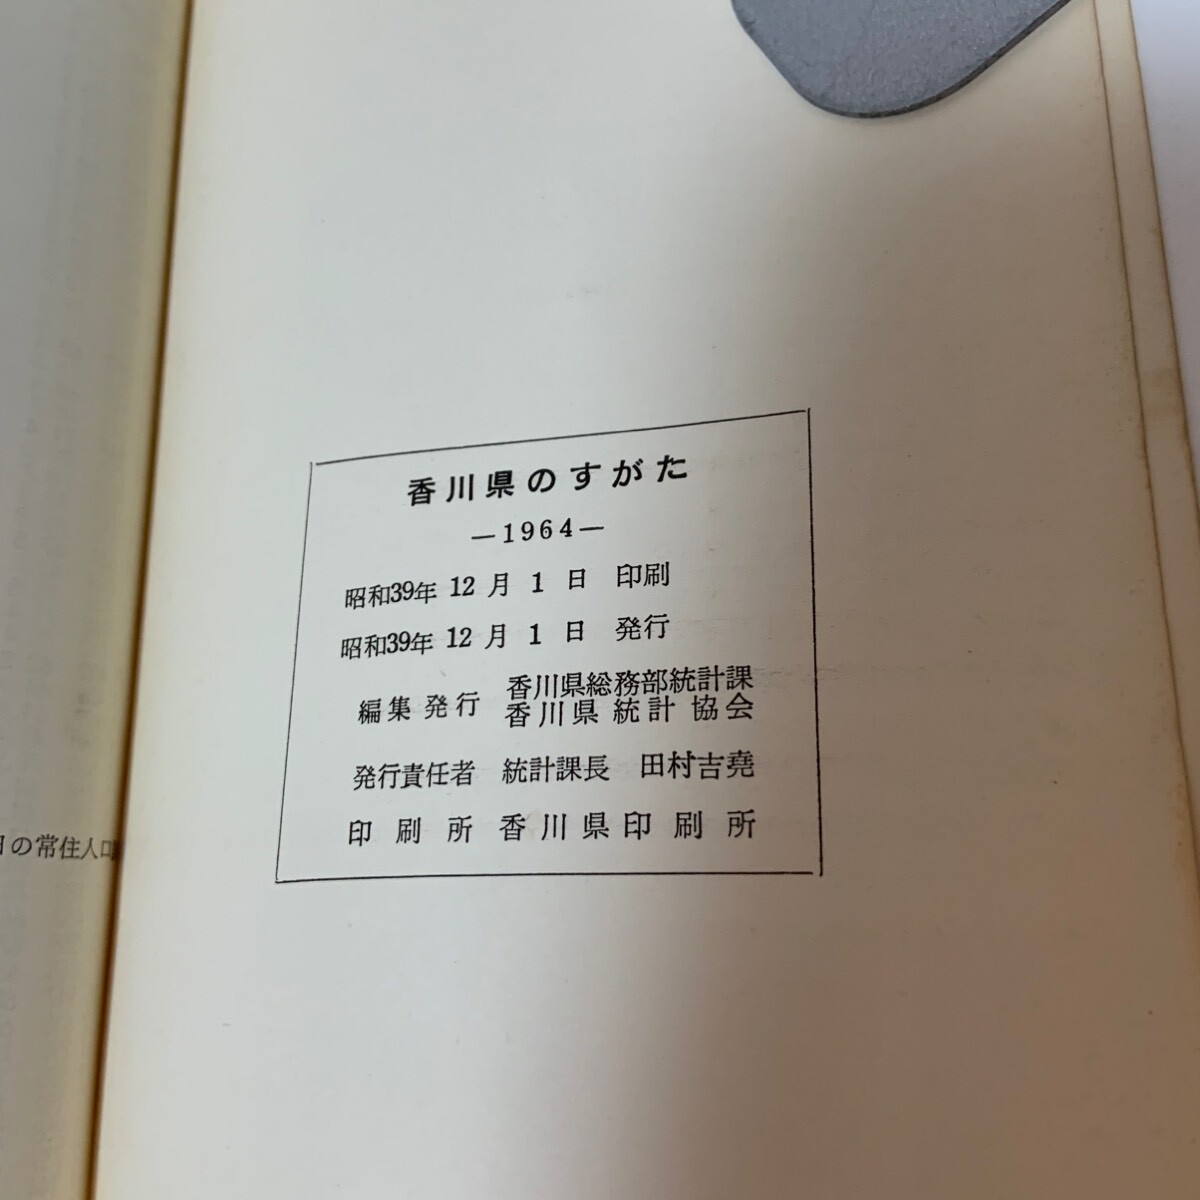 香川県のすがた
—1964—
昭和39年 12 月 1 日 印刷
昭和39年 12 月 1 日 発行
編集発行 香川県総務部統計課
香川県統計協会
発行責任者 統計課長 田村吉堯
印刷所 香川県印刷所
の常住人口